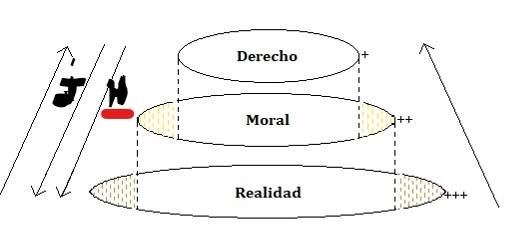 Derecho +
J H
Moral ++
Realidad +++